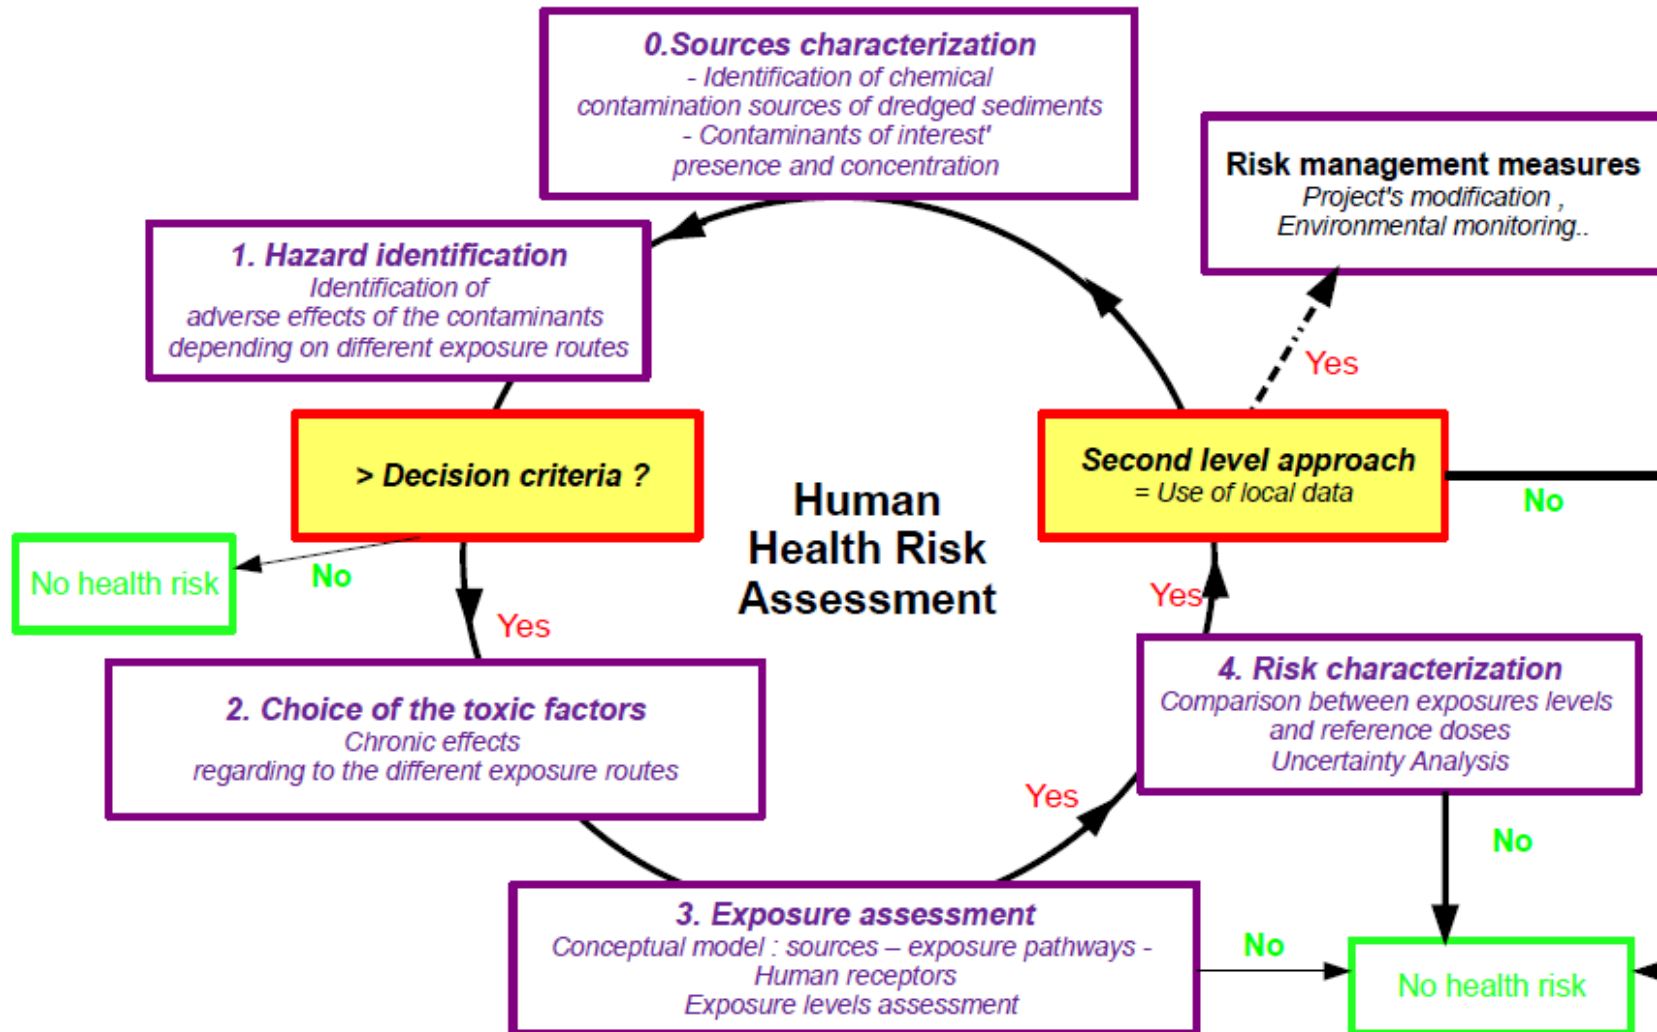 0.Sources characterization
- Identification of chemical
contamination sources of dredged sediments
- Contaminants of interest'
presence and concentration
Risk management measures
Project's modification ,
Environmental monitoring..
1. Hazard identification
Identification of
adverse effects of the contaminants
depending on different exposure routes
Yes
> Decision criteria ?
Second level approach
= Use of local data
No
Human
Health Risk
Assessment
No health risk
No
Yes
Yes
2. Choice of the toxic factors
Chronic effects
regarding to the different exposure routes
4. Risk characterization
Comparison between exposures levels
and reference doses
Uncertainty Analysis
Yes
No
3. Exposure assessment
Conceptual model : sources – exposure pathways -
Human receptors
Exposure levels assessment
No
No health risk